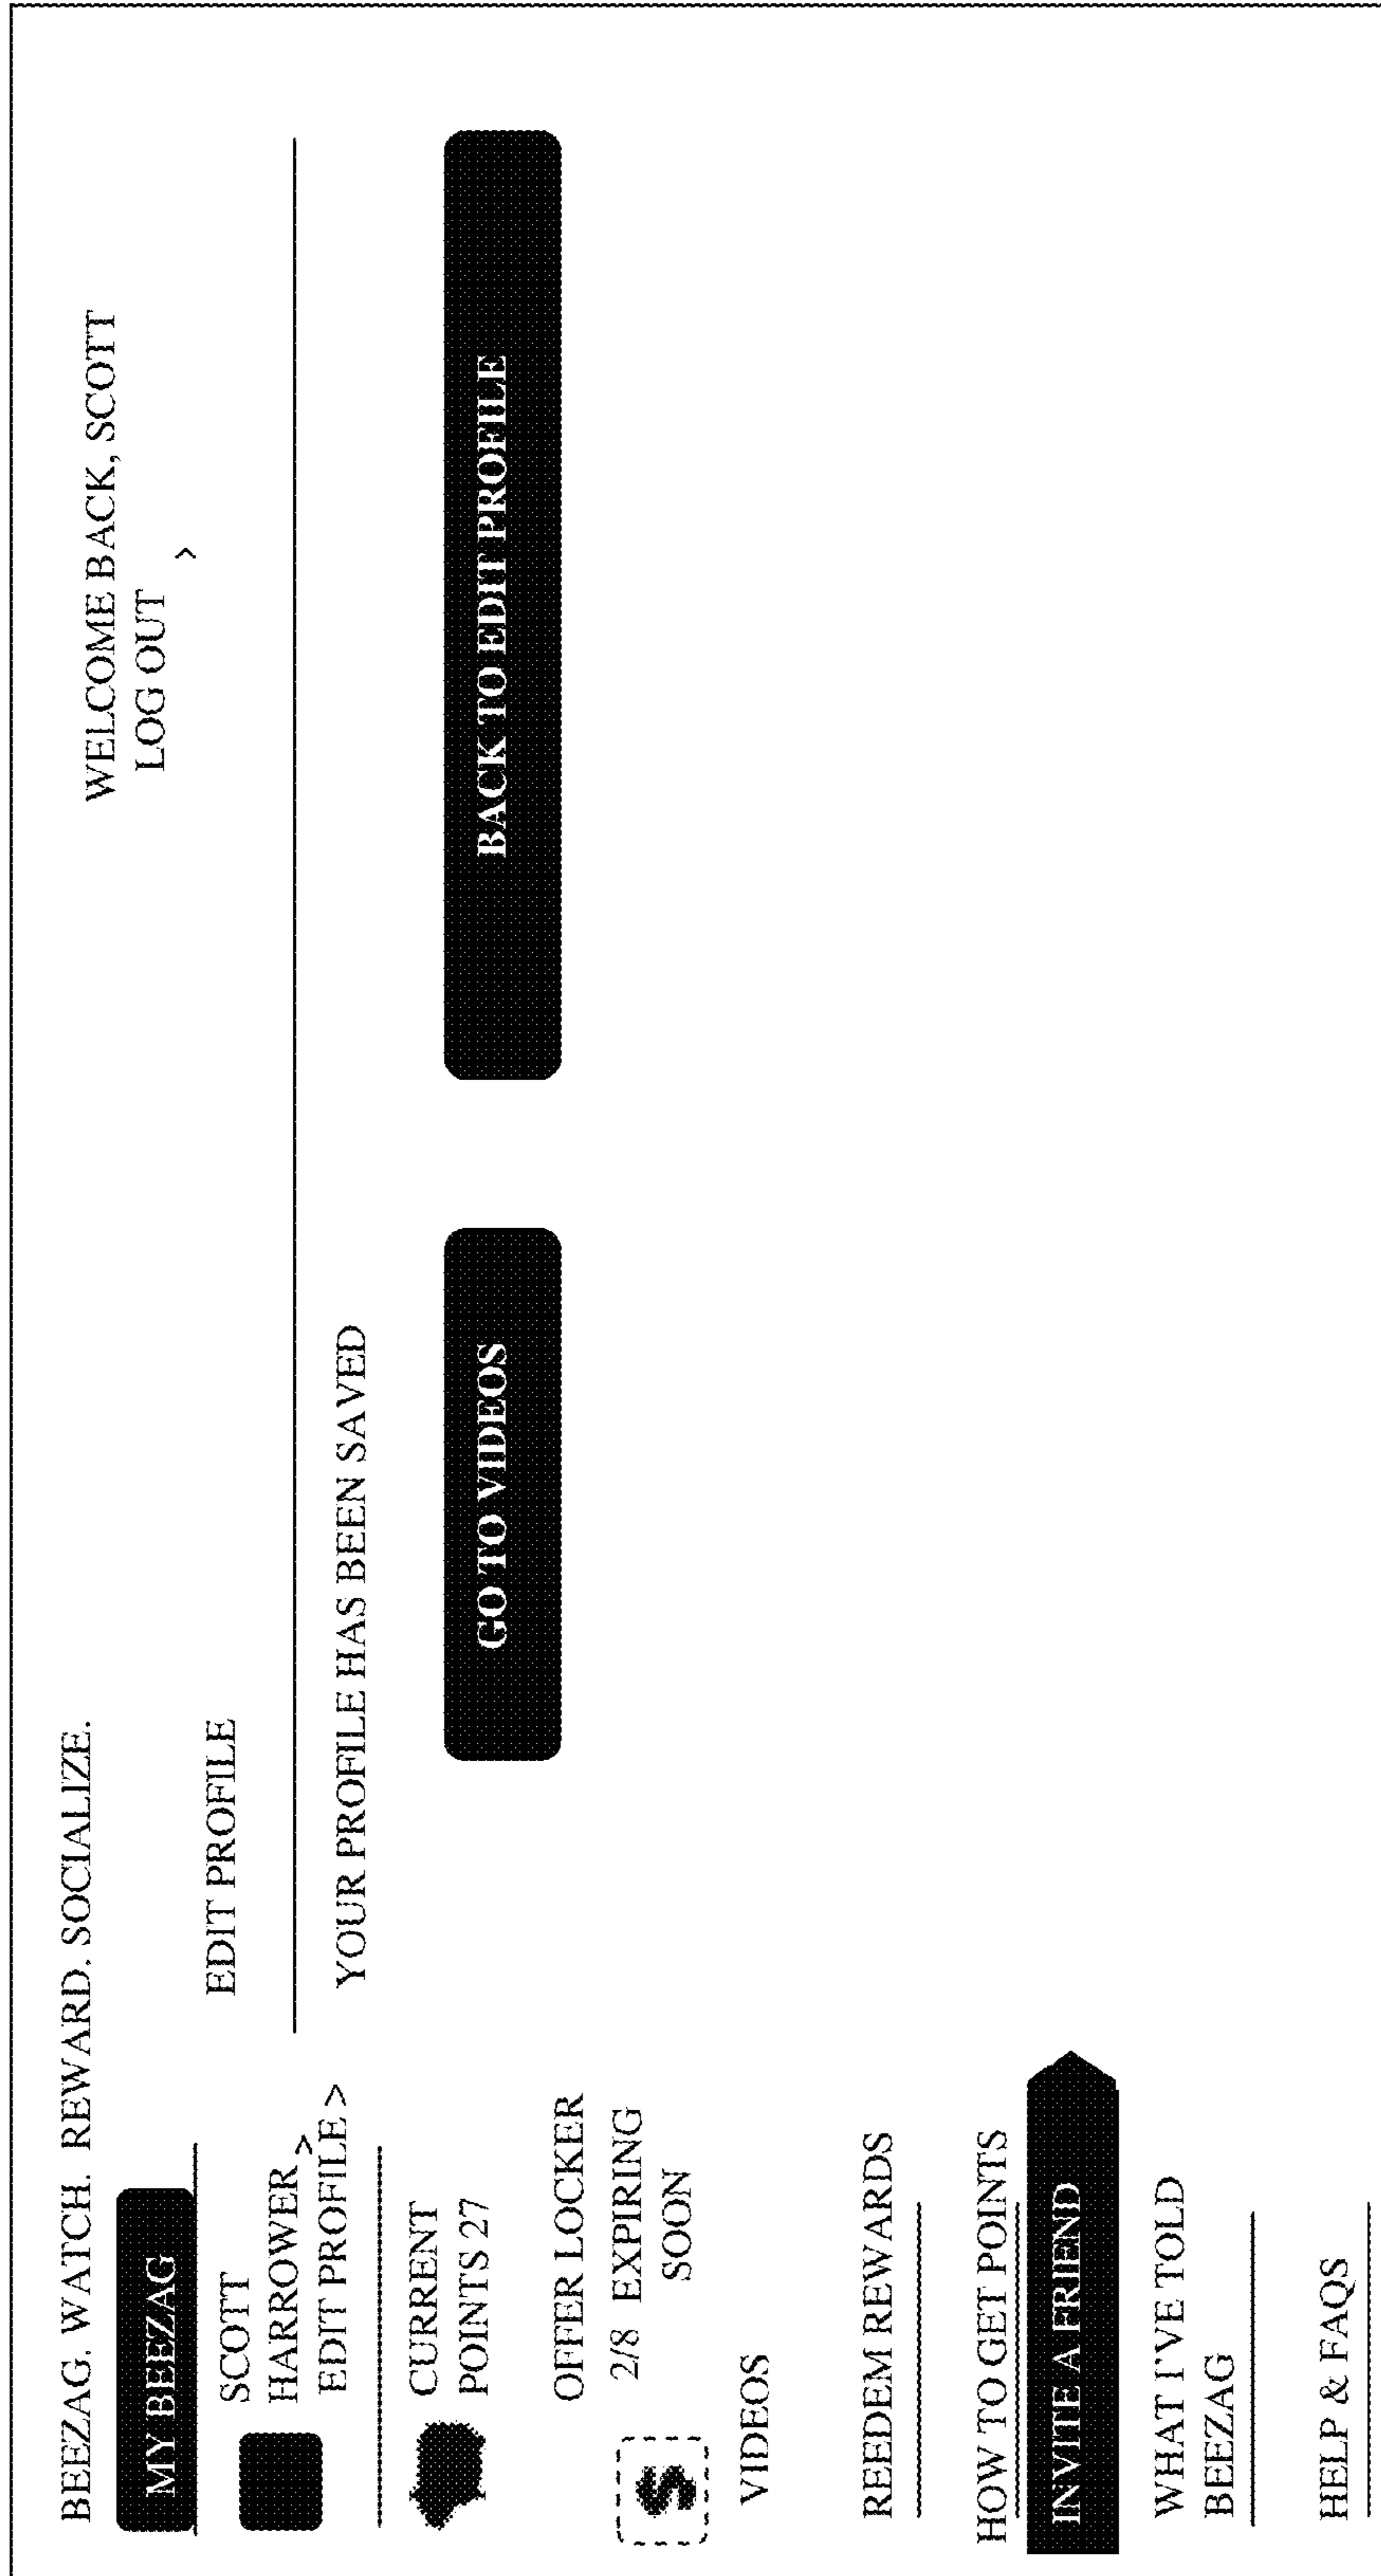 BEEZAG. WATCH. REWARD. SOCIALIZE.
WELCOME BACK, SCOTT
LOG OUT
>
MY BEEZAG
SCOTT
HARROWER >
EDIT PROFILE >
CURRENT
POINTS 27
OFFER LOCKER
2/8 EXPIRING
SOON
$
VIDEOS
REEDEM REWARDS
HOW TO GET POINTS
INVITE A FRIEND
WHAT I'VE TOLD
BEEZAG
HELP & FAQS
EDIT PROFILE
YOUR PROFILE HAS BEEN SAVED
GO TO VIDEOS
BACK TO EDIT PROFILE